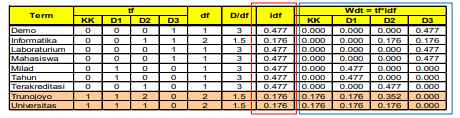 Term tf df D/df idf Wdt = tf*idf
KK D1 D2 D3 KK D1 D2 D3
Demo 0 0 0 1 1 3 0.477 0.000 0.000 0.000 0.477
Informatika 0 0 1 1 2 1.5 0.176 0.000 0.000 0.176 0.176
Laboraturium 0 0 0 1 1 3 0.477 0.000 0.000 0.000 0.477
Mahasiswa 0 0 0 1 1 3 0.477 0.000 0.000 0.000 0.477
Milad 0 1 0 0 1 3 0.477 0.000 0.477 0.000 0.000
Tahun 0 1 0 0 1 3 0.477 0.000 0.477 0.000 0.000
Terakreditasi 0 0 1 0 1 3 0.477 0.000 0.000 0.477 0.000
Trunojoyo 1 1 2 0 2 1.5 0.176 0.176 0.176 0.352 0.000
Universitas 1 1 1 0 2 1.5 0.176 0.176 0.176 0.176 0.000